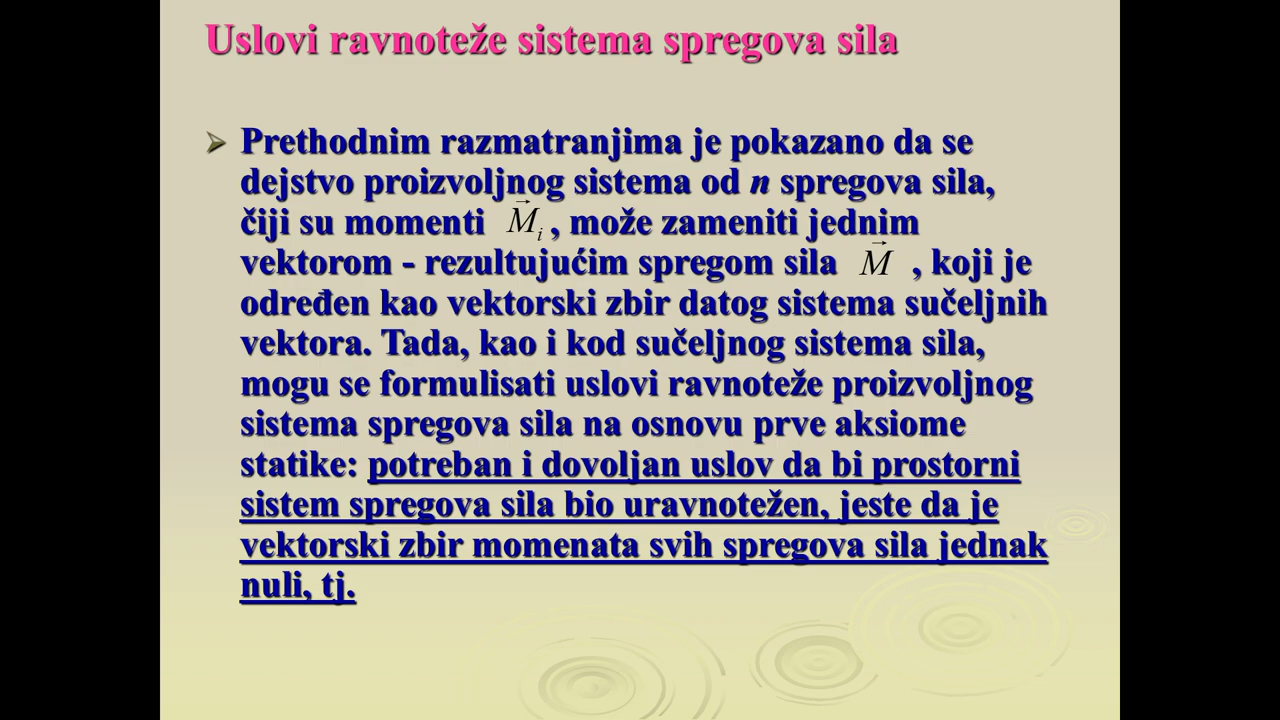 Uslovi ravnoteže sistema spregova sila
Prethodnim razmatranjima je pokazano da se
dejstvo proizvoljnog sistema od n spregova sila,
čiji su momenti M⃗ᵢ , može zameniti jednim
vektorom - rezultujućim spregom sila M⃗ , koji je
određen kao vektorski zbir datog sistema sučeljnih
vektora. Tada, kao i kod sučeljnog sistema sila,
mogu se formulisati uslovi ravnoteže proizvoljnog
sistema spregova sila na osnovu prve aksiome
statike: potreban i dovoljan uslov da bi prostorni
sistem spregova sila bio uravnotežen, jeste da je
vektorski zbir momenata svih spregova sila jednak
nuli, tj.